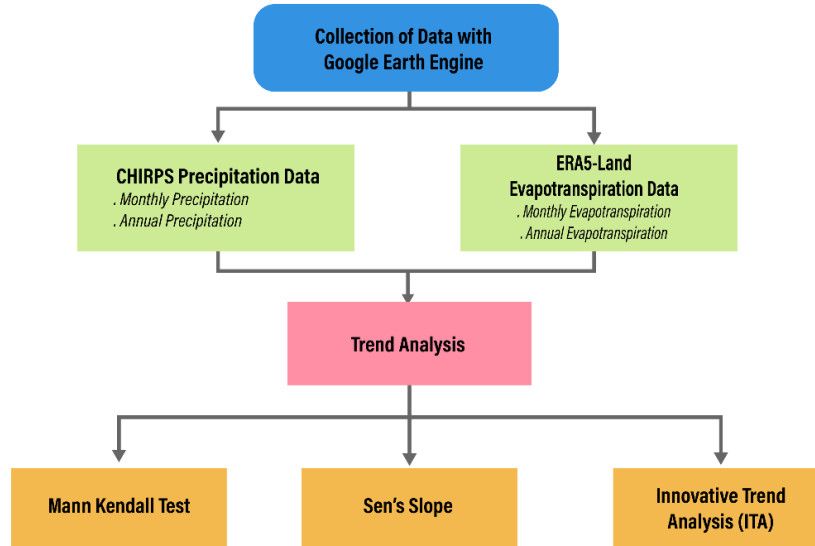 Collection of Data with
Google Earth Engine
CHIRPS Precipitation Data
. Monthly Precipitation
. Annual Precipitation
ERA5-Land
Evapotranspiration Data
. Monthly Evapotranspiration
. Annual Evapotranspiration
Trend Analysis
Mann Kendall Test
Sen’s Slope
Innovative Trend
Analysis (ITA)